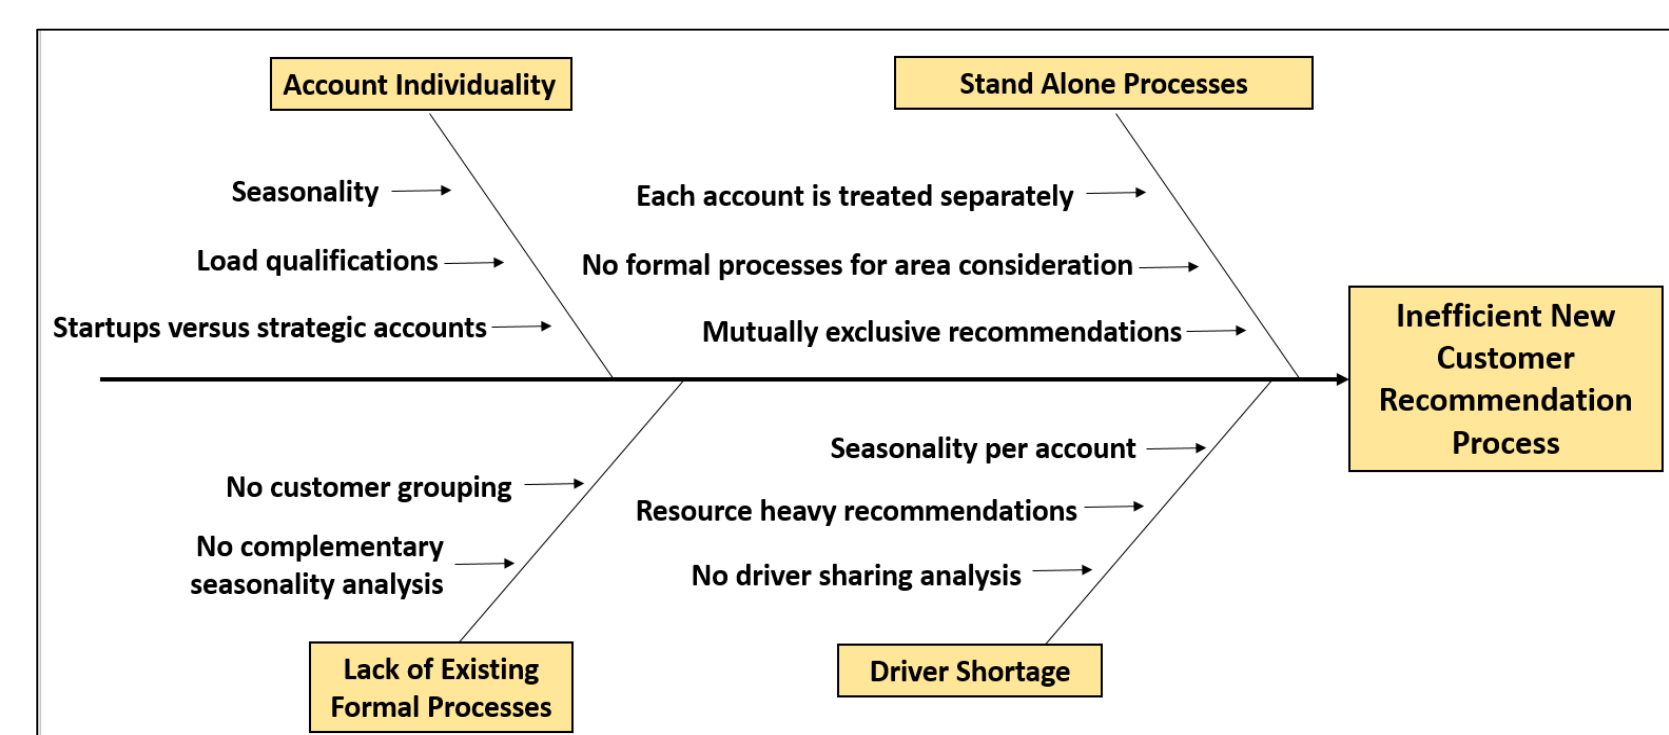 Account Individuality
Stand Alone Processes
Seasonality
Each account is treated separately
Load qualifications
No formal processes for area consideration
Startups versus strategic accounts
Mutually exclusive recommendations
Inefficient New
Customer
Recommendation
Process
Seasonality per account
No customer grouping
Resource heavy recommendations
No complementary
seasonality analysis
No driver sharing analysis
Lack of Existing
Formal Processes
Driver Shortage